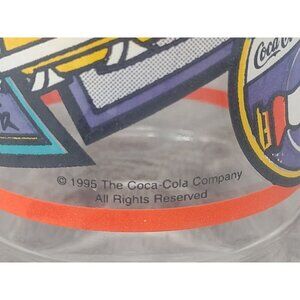 Coca-Cola
R
© 1995 The Coca-Cola Company
All Rights Reserved